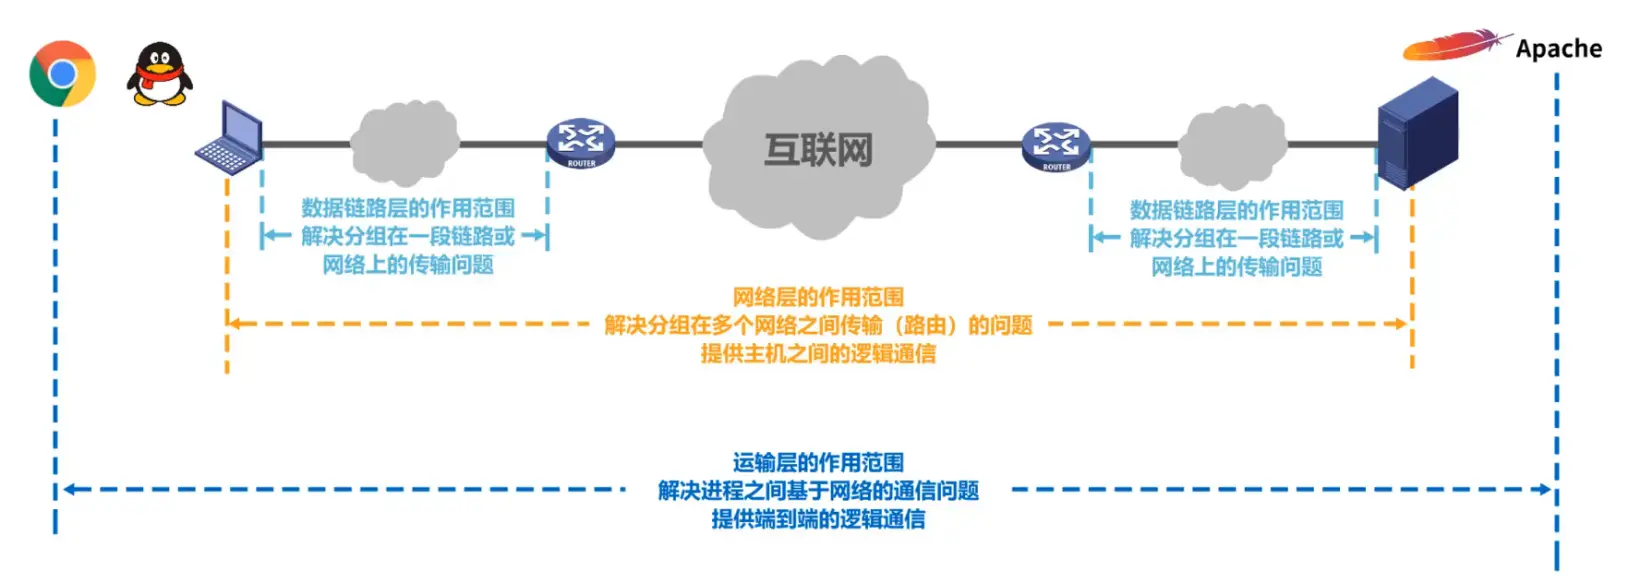 Apache
互联网
ROUTER
ROUTER
数据链路层的作用范围
解决分组在一段链路或
网络上的传输问题
数据链路层的作用范围
解决分组在一段链路或
网络上的传输问题
网络层的作用范围
解决分组在多个网络之间传输（路由）的问题
提供主机之间的逻辑通信
运输层的作用范围
解决进程之间基于网络的通信问题
提供端到端的逻辑通信